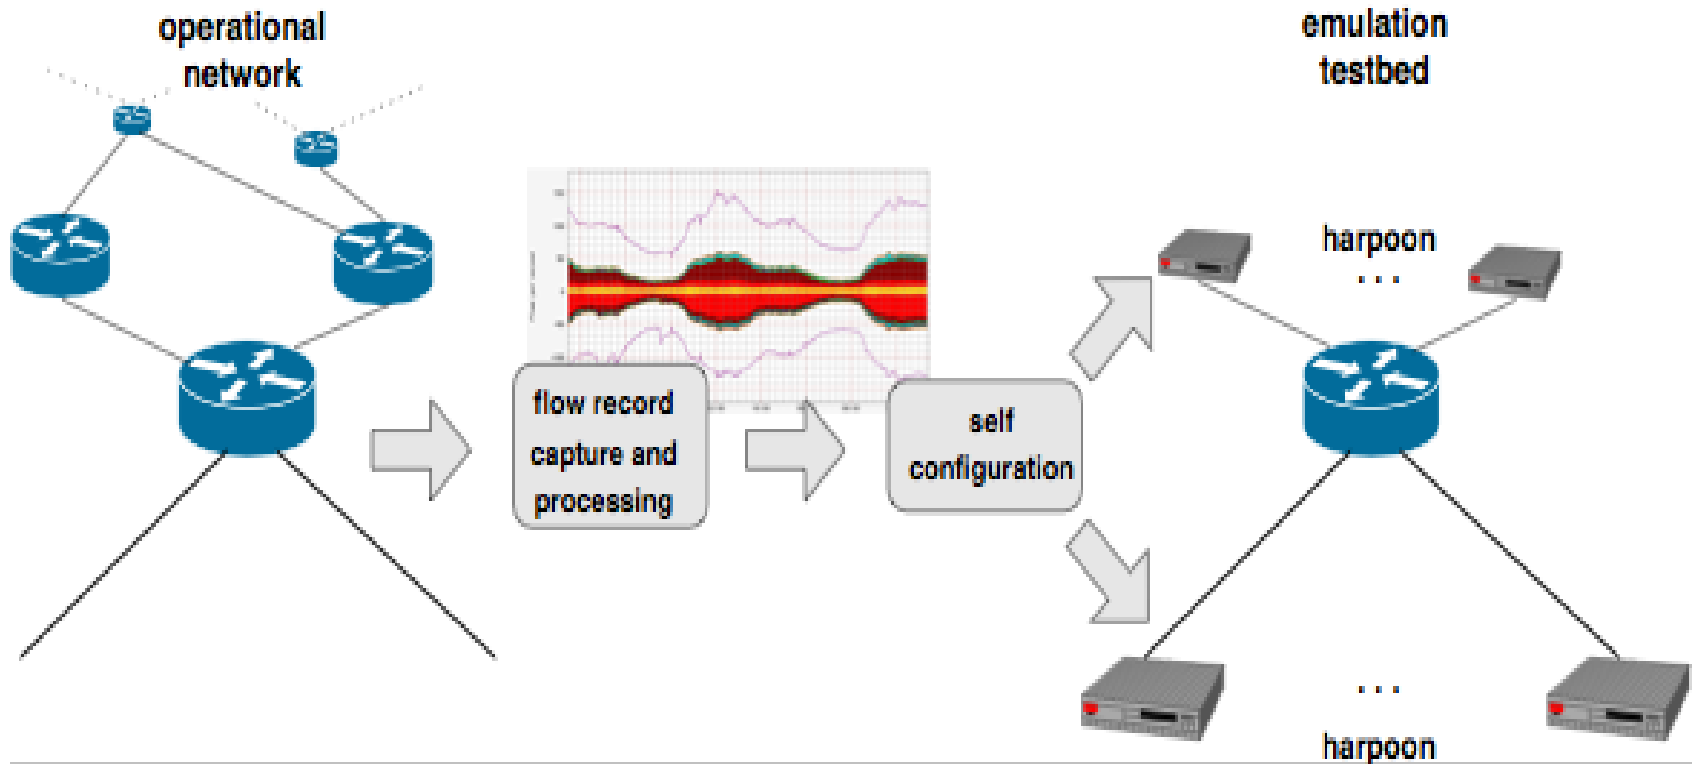 operational
network
emulation
testbed
harpoon
...
flow record
capture and
processing
self
configuration
...
harpoon